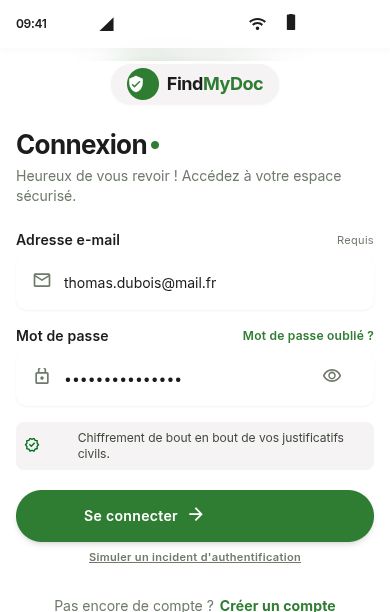 09:41
FindMyDoc
Connexion
Heureux de vous revoir ! Accédez à votre espace
sécurisé.
Adresse e-mail Requis
thomas.dubois@mail.fr
Mot de passe Mot de passe oublié ?
•••••••••••••••
Chiffrement de bout en bout de vos justificatifs
civils.
Se connecter →
Simuler un incident d'authentification
Pas encore de compte ? Créer un compte